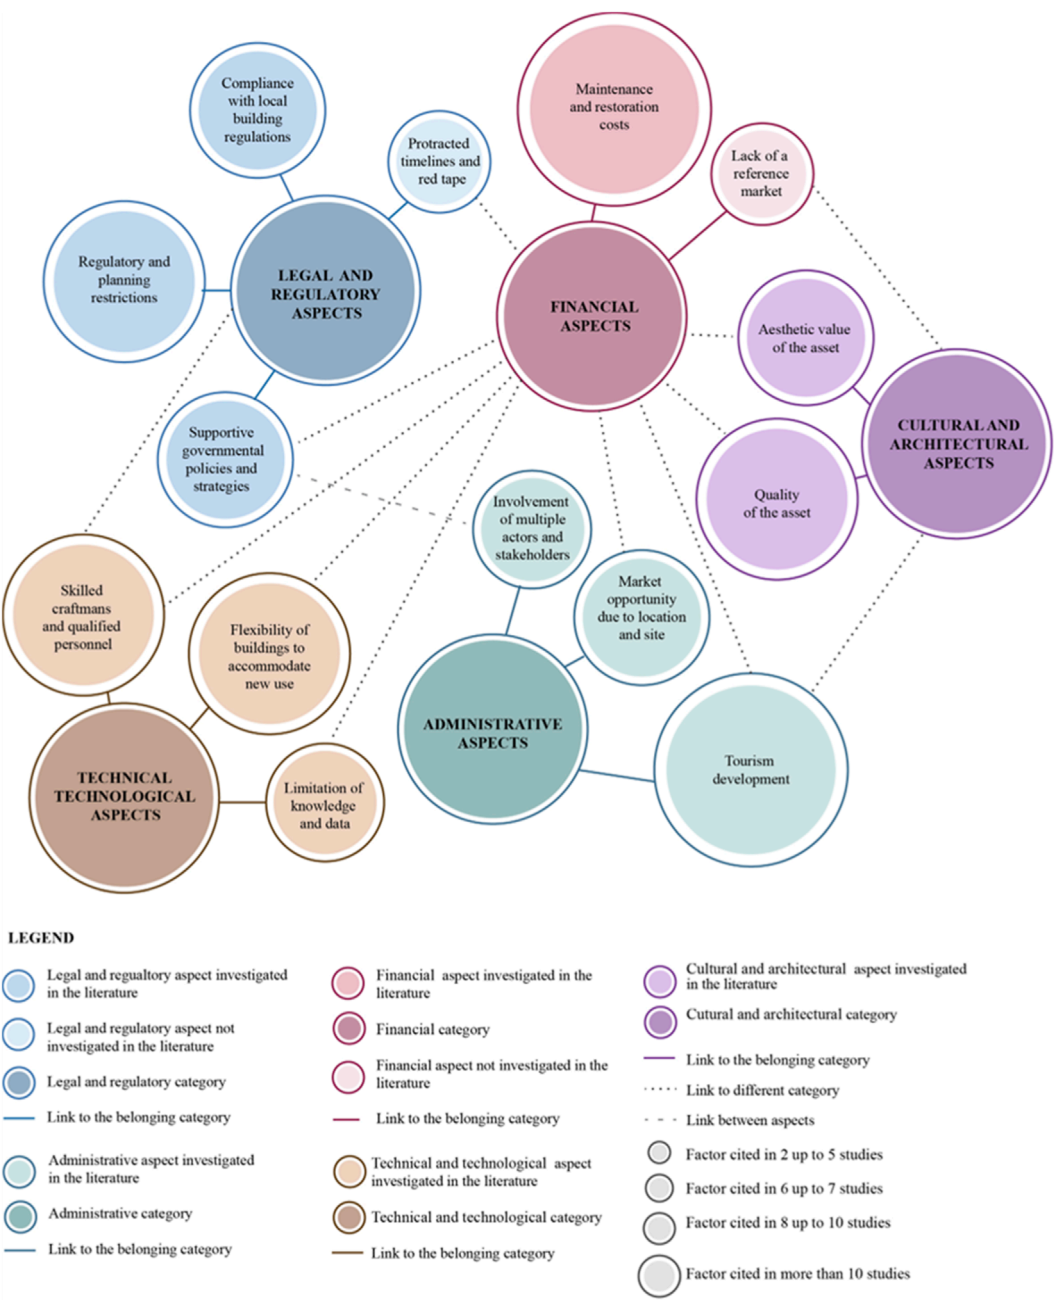 Compliance
with local
building
regulations
Protracted
timelines and
red tape
Maintenance
and restoration
costs
Lack of a
reference
market
Regulatory and
planning
restrictions
LEGAL AND
REGULATORY
ASPECTS
FINANCIAL
ASPECTS
Aesthetic value
of the asset
CULTURAL AND
ARCHITECTURAL
ASPECTS
Supportive
governmental
policies and
strategies
Quality
of the asset
Involvement
of multiple
actors and
stakeholders
Market
opportunity
due to location
and site
Skilled
craftmans
and qualified
personnel
Flexibility of
buildings to
accommodate
new use
ADMINISTRATIVE
ASPECTS
Tourism
development
TECHNICAL
TECHNOLOGICAL
ASPECTS
Limitation of
knowledge
and data
LEGEND
Legal and regualtory aspect investigated
in the literature
Legal and regulatory aspect not
investigated in the literature
Legal and regulatory category
Link to the belonging category
Administrative aspect investigated
in the literature
Administrative category
Link to the belonging category
Financial aspect investigated in the
literature
Financial category
Financial aspect not investigated in the
literature
Link to the belonging category
Technical and technological aspect
investigated in the literature
Technical and technological category
Link to the belonging category
Cultural and architectural aspect investigated
in the literature
Cutural and architectural category
Link to the belonging category
Link to different category
Link between aspects
Factor cited in 2 up to 5 studies
Factor cited in 6 up to 7 studies
Factor cited in 8 up to 10 studies
Factor cited in more than 10 studies